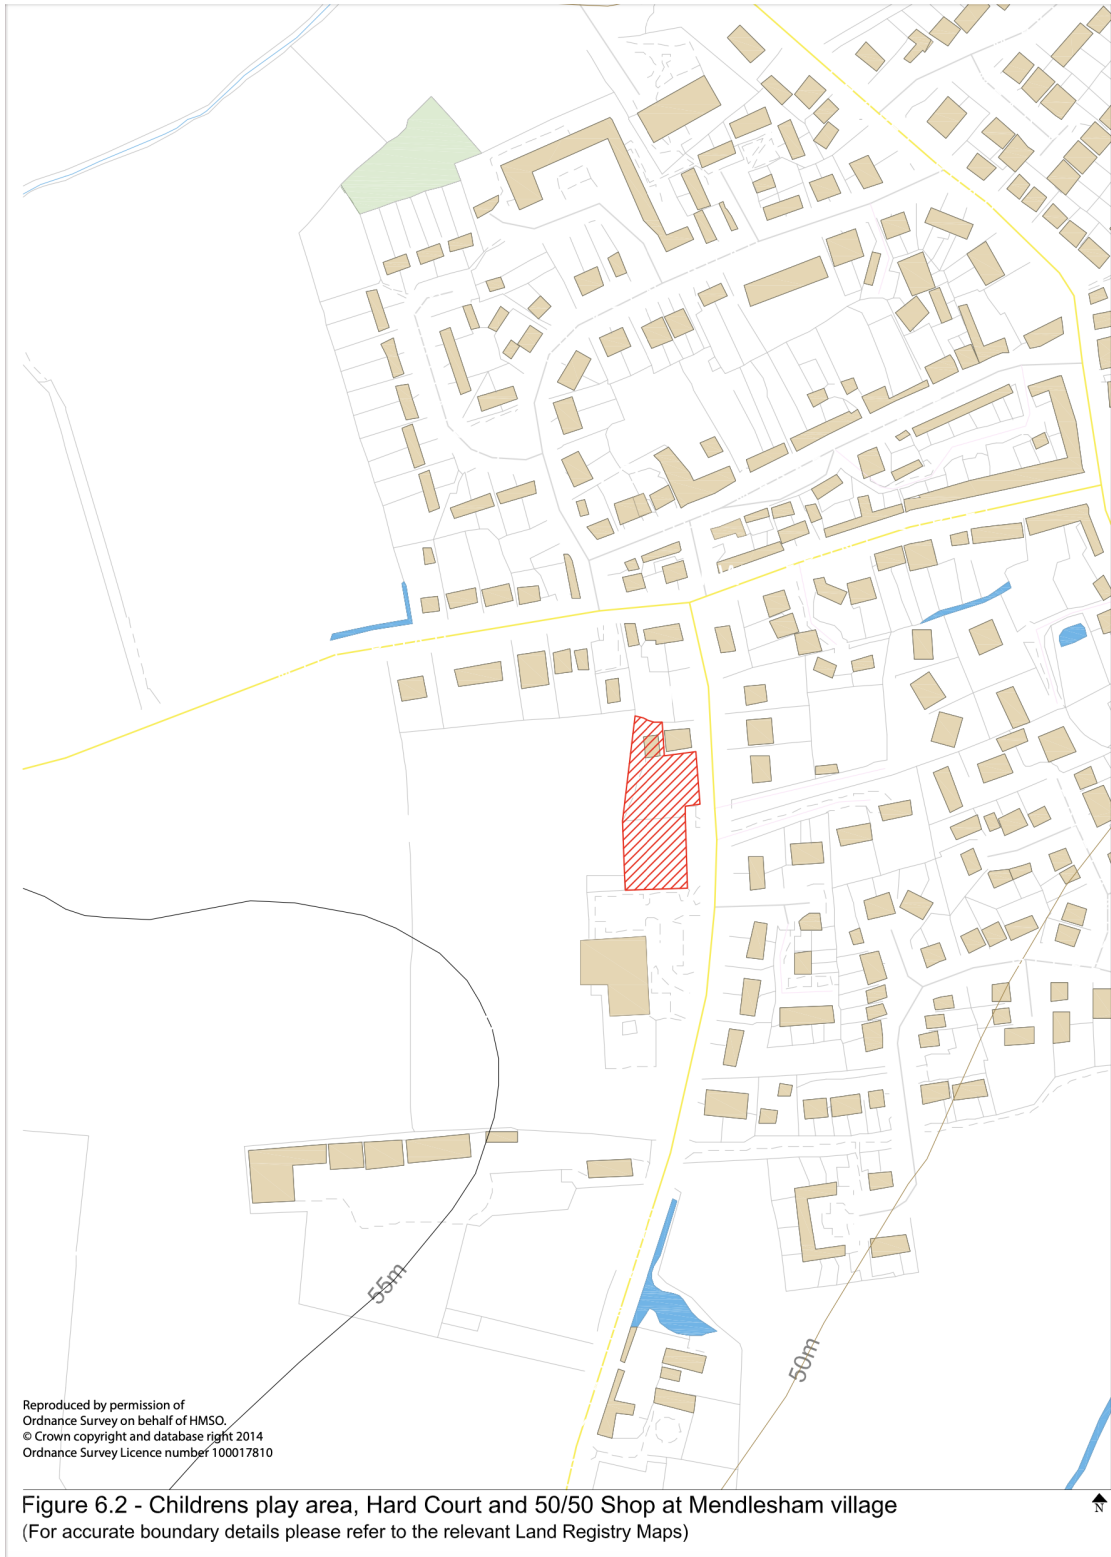 55m
50m
Reproduced by permission of
Ordnance Survey on behalf of HMSO.
© Crown copyright and database right 2014
Ordnance Survey Licence number 100017810
Figure 6.2 - Childrens play area, Hard Court and 50/50 Shop at Mendlesham village
(For accurate boundary details please refer to the relevant Land Registry Maps)
N